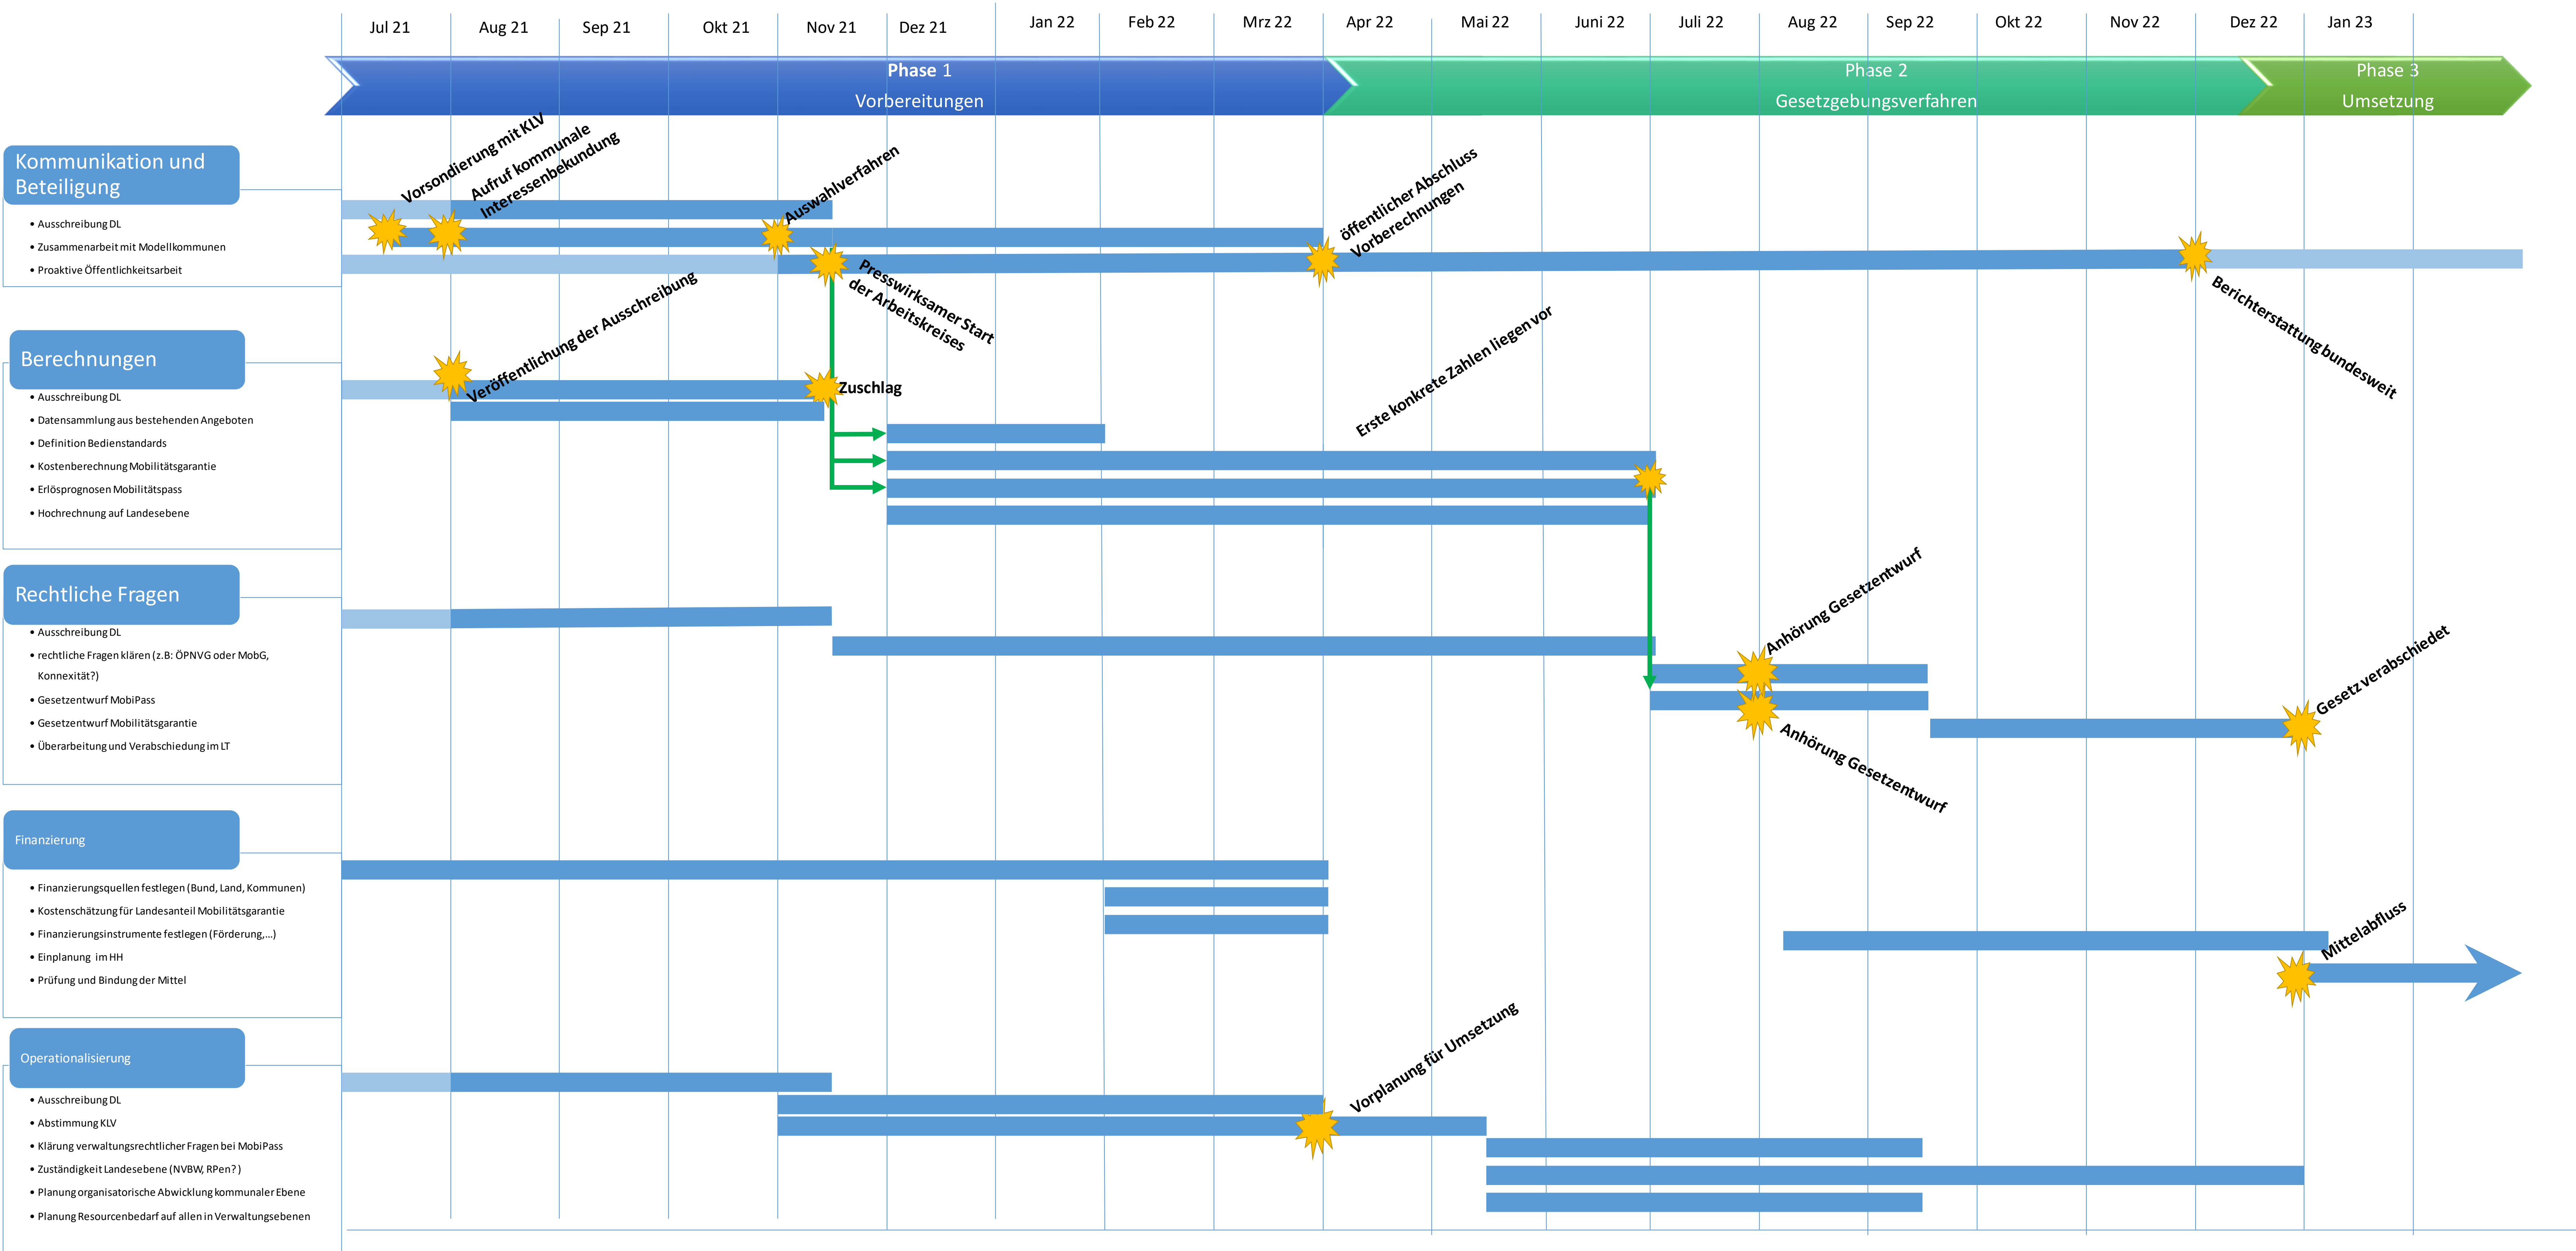 Jul 21
Aug 21
Sep 21
Okt 21
Nov 21
Dez 21
Jan 22
Feb 22
Mrz 22
Apr 22
Mai 22
Juni 22
Juli 22
Aug 22
Sep 22
Okt 22
Nov 22
Dez 22
Jan 23
Phase 1
Vorbereitungen
Phase 2
Gesetzgebungsverfahren
Phase 3
Umsetzung
Kommunikation und
Beteiligung
• Ausschreibung DL
• Zusammenarbeit mit Modellkommunen
• Proaktive Öffentlichkeitsarbeit
Vorsondierung mit KLV
Aufruf kommunale
Interessenbekundung
Auswahlverfahren
Presswirksamer Start
der Arbeitskreises
öffentlicher Abschluss
Vorberechnungen
Berichterstattung bundesweit
Berechnungen
• Ausschreibung DL
• Datensammlung aus bestehenden Angeboten
• Definition Bedienstandards
• Kostenberechnung Mobilitätsgarantie
• Erlösprognosen Mobilitätspass
• Hochrechnung auf Landesebene
Veröffentlichung der Ausschreibung
Zuschlag
Erste konkrete Zahlen liegen vor
Rechtliche Fragen
• Ausschreibung DL
• rechtliche Fragen klären (z.B: ÖPNVG oder MobG,
Konnexität?)
• Gesetzentwurf MobiPass
• Gesetzentwurf Mobilitätsgarantie
• Überarbeitung und Verabschiedung im LT
Anhörung Gesetzentwurf
Anhörung Gesetzentwurf
Gesetz verabschiedet
Finanzierung
• Finanzierungsquellen festlegen (Bund, Land, Kommunen)
• Kostenschätzung für Landesanteil Mobilitätsgarantie
• Finanzierungsinstrumente festlegen (Förderung,...)
• Einplanung im HH
• Prüfung und Bindung der Mittel
Mittelabfluss
Operationalisierung
• Ausschreibung DL
• Abstimmung KLV
• Klärung verwaltungsrechtlicher Fragen bei MobiPass
• Zuständigkeit Landesebene (NVBW, RPen? )
• Planung organisatorische Abwicklung kommunaler Ebene
• Planung Resourcenbedarf auf allen in Verwaltungsebenen
Vorplanung für Umsetzung